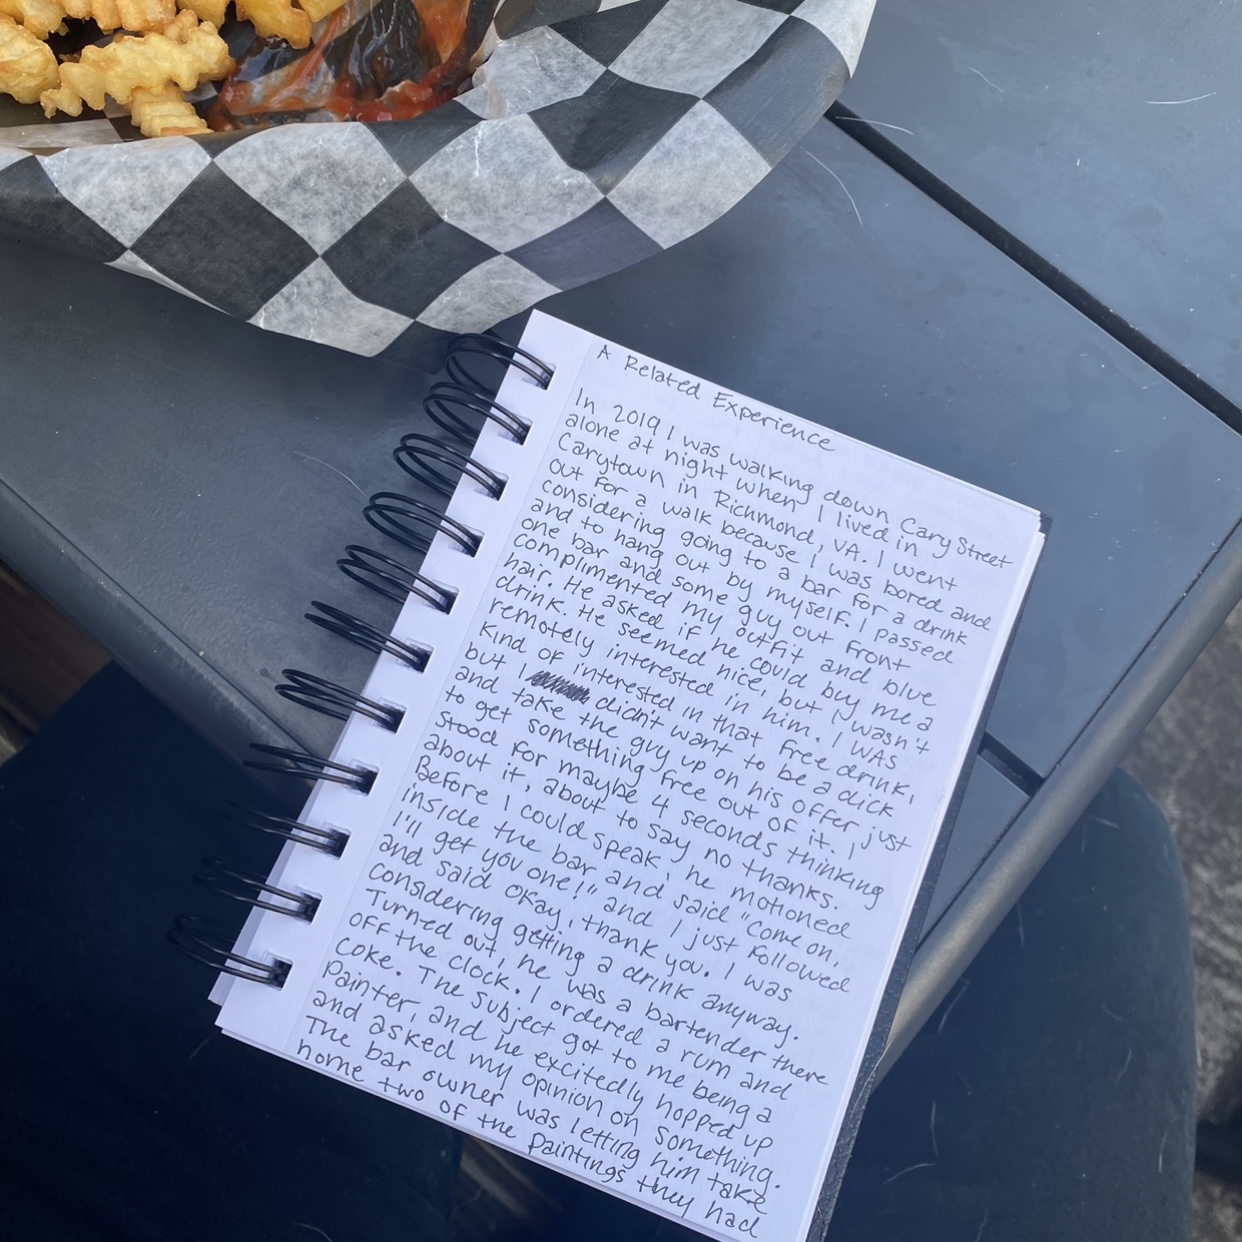 A Related Experience
In 2019 I was walking down Cary Street
alone at night when I lived in
Carytown in Richmond, VA. I went
out for a walk because I was bored and
considering going to a bar for a drink
and to hang out by myself. I passed
one bar and some guy out front
complimented my outfit and blue
hair. He asked if he could by me a
drink. He seemed nice, but I wasn't
remotely interested in him. I WAS
kind of interested in that free drink,
but I didn't want to be a dick
and take the guy up on his offer just
to get something free out of it. I
stood for maybe 4 seconds thinking
about it, about to say no thanks.
Before I could speak, he motioned
inside the bar and said "come on,
I'll get you one!" and I just followed
and said okay, thank you. I was
considering getting a drink anyway.
Turned out, he was a bartender there
off the clock. I ordered a rum and
coke. The subject got to me being a
painter, and he excitedly hopped up
and asked my opinion on something.
The bar owner was letting him take
home two of the paintings they had